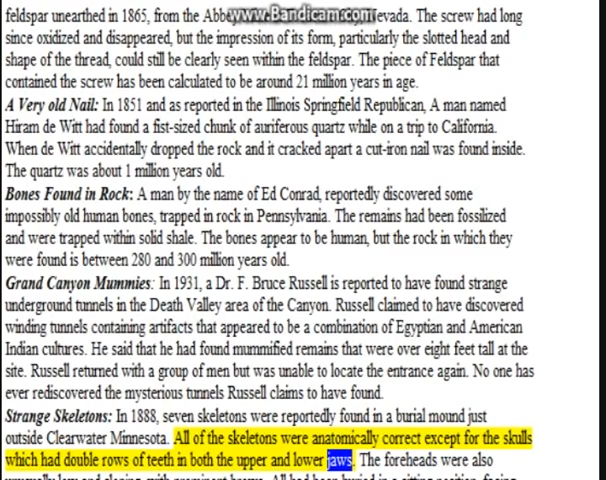 feldspar unearthed in 1865, from the Abbe www.Bandicam.com evada. The screw had long
since oxidized and disappeared, but the impression of its form, particularly the slotted head and
shape of the thread, could still be clearly seen within the feldspar. The piece of Feldspar that
contained the screw has been calculated to be around 21 million years in age.
A Very old Nail: In 1851 and as reported in the Illinois Springfield Republican, A man named
Hiram de Witt had found a fist-sized chunk of auriferous quartz while on a trip to California.
When de Witt accidentally dropped the rock and it cracked apart a cut-iron nail was found inside.
The quartz was about 1 million years old.
Bones Found in Rock: A man by the name of Ed Conrad, reportedly discovered some
impossibly old human bones, trapped in rock in Pennsylvania. The remains had been fossilized
and were trapped within solid shale. The bones appear to be human, but the rock in which they
were found is between 280 and 300 million years old.
Grand Canyon Mummies: In 1931, a Dr. F. Bruce Russell is reported to have found strange
underground tunnels in the Death Valley area of the Canyon. Russell claimed to have discovered
winding tunnels containing artifacts that appeared to be a combination of Egyptian and American
Indian cultures. He said that he had found mummified remains that were over eight feet tall at the
site. Russell returned with a group of men but was unable to locate the entrance again. No one has
ever rediscovered the mysterious tunnels Russell claims to have found.
Strange Skeletons: In 1888, seven skeletons were reportedly found in a burial mound just
outside Clearwater Minnesota. All of the skeletons were anatomically correct except for the skulls
which had double rows of teeth in both the upper and lower jaws. The foreheads were also